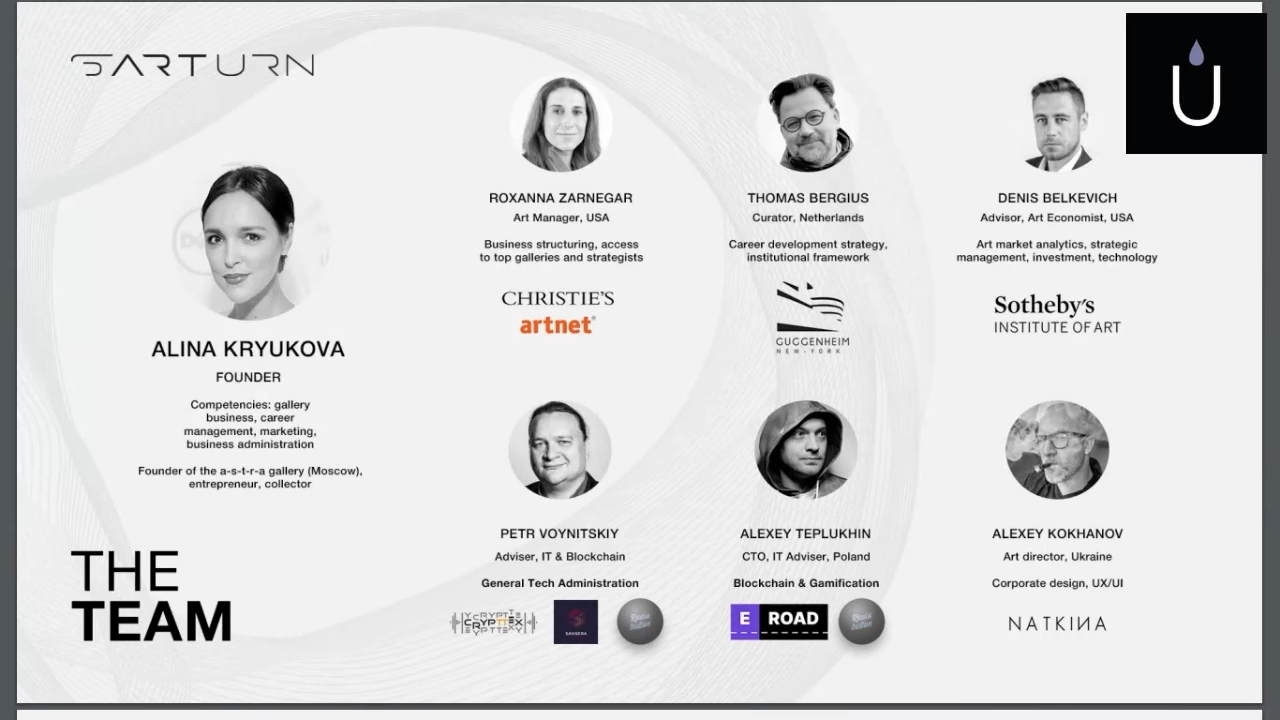 SARTURN
ALINA KRYUKOVA
FOUNDER
Competencies: gallery
business, career
management, marketing,
business administration
Founder of the a-s-t-r-a gallery (Moscow),
entrepreneur, collector
THE
TEAM
ROXANNA ZARNEGAR
Art Manager, USA
Business structuring, access
to top galleries and strategists
CHRISTIE'S
artnet®
THOMAS BERGIUS
Curator, Netherlands
Career development strategy,
institutional framework
GUGGENHEIM
NEW-YORK
DENIS BELKEVICH
Advisor, Art Economist, USA
Art market analytics, strategic
management, investment, technology
Sotheby's
INSTITUTE OF ART
U
PETR VOYNITSKIY
Adviser, IT & Blockchain
General Tech Administration
CRYPTTEX
ALEXEY TEPLUKHIN
CTO, IT Adviser, Poland
Blockchain & Gamification
E ROAD
ALEXEY KOKHANOV
Art director, Ukraine
Corporate design, UX/UI
NATKIИA